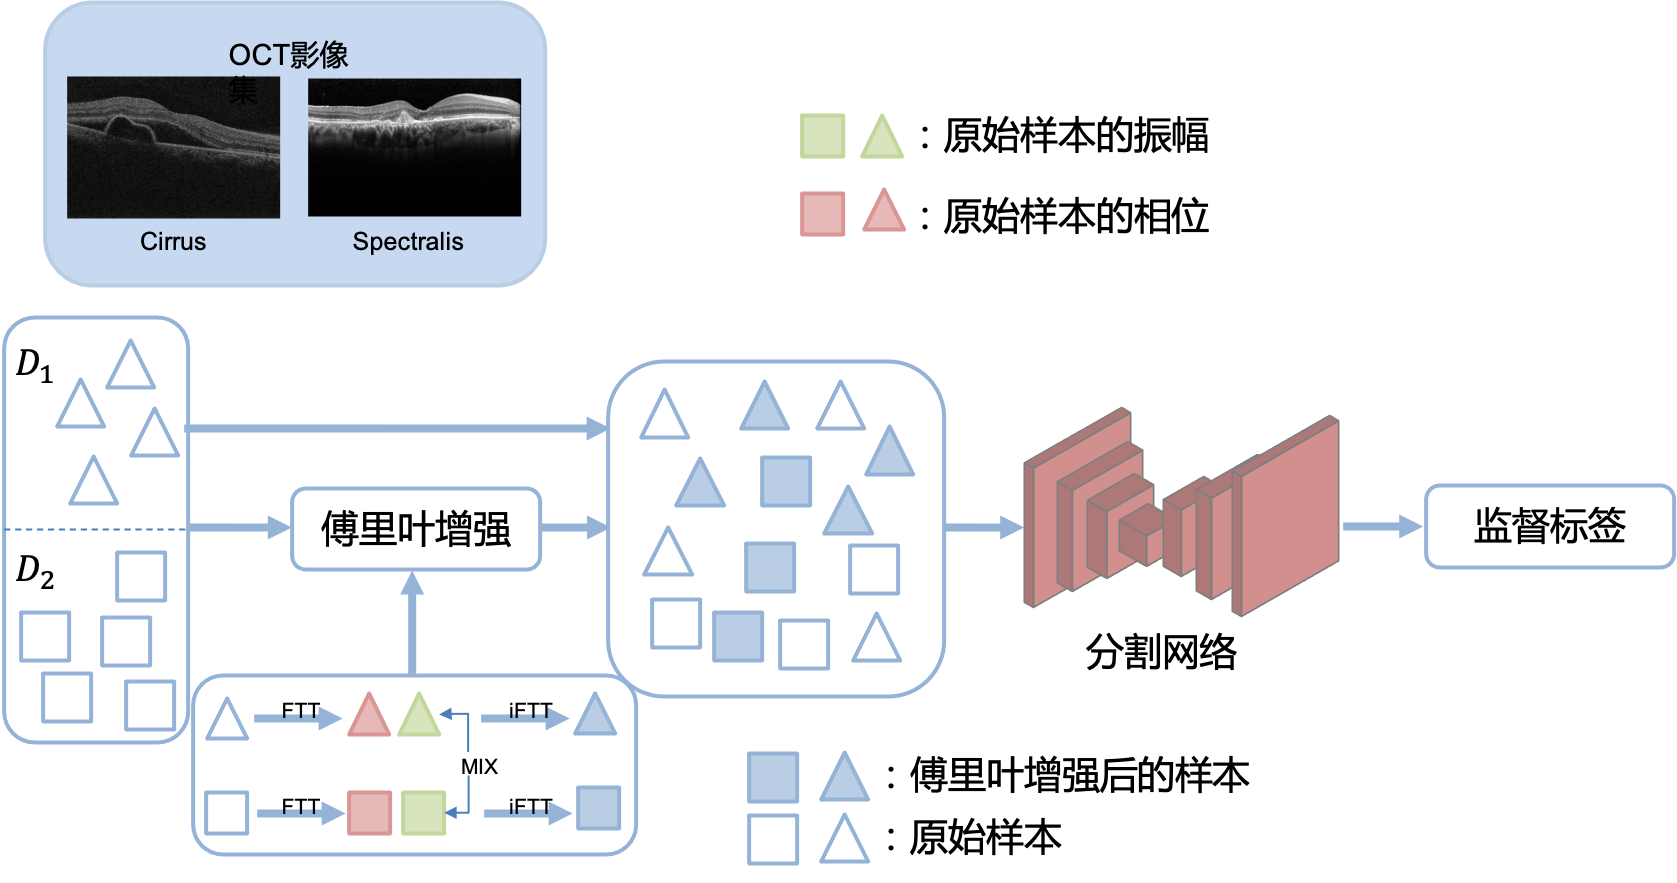 OCT影像
集
Cirrus
Spectralis
:原始样本的振幅
:原始样本的相位
D₁
D₂
傅里叶增强
分割网络
监督标签
FTT
iFTT
MIX
FTT
iFTT
:傅里叶增强后的样本
:原始样本